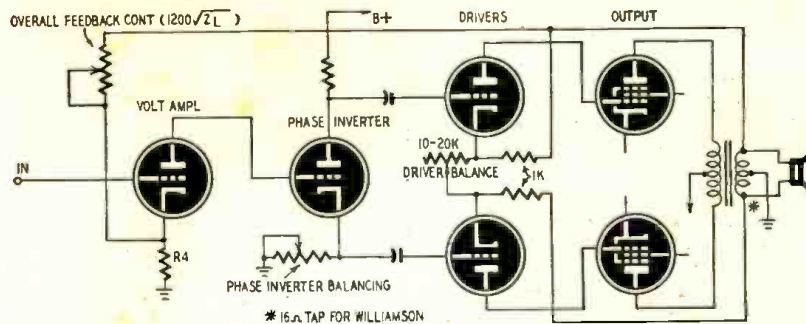 OVERALL FEEDBACK CONT (1200√ZL)
B+
DRIVERS
OUTPUT
VOLT AMPL
PHASE INVERTER
10-20K
DRIVER BALANCE
1K
IN
R4
PHASE INVERTER BALANCING
*
* 16Ω TAP FOR WILLIAMSON